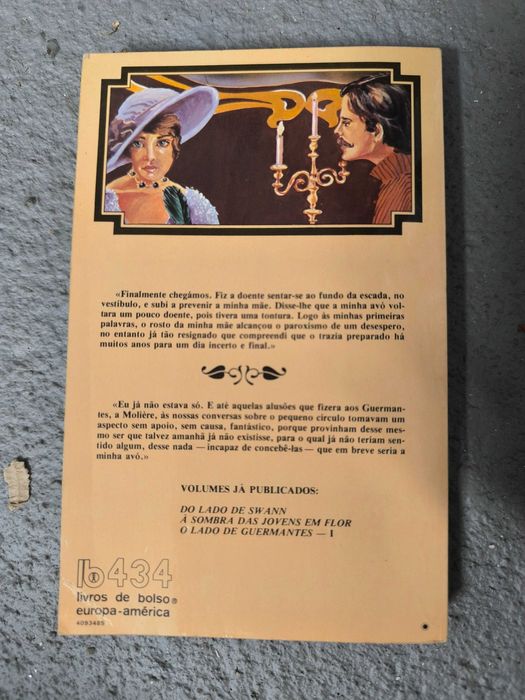 «Finalmente chegámos. Fiz a doente sentar-se ao fundo da escada, no
vestíbulo, e subi a prevenir a minha mãe. Disse-lhe que a minha avó vol-
tara um pouco doente, pois tivera uma tontura. Logo às minhas primeiras
palavras, o rosto da minha mãe alcançou o paroxismo de um desespero,
no entanto já tão resignado que compreendi que o trazia preparado há
muitos anos para um dia incerto e final.»
«Eu já não estava só. E até aquelas alusões que fizera aos Guerman-
tes, a Molière, às nossas conversas sobre o pequeno círculo tomavam um
aspecto sem apoio, sem causa, fantástico, porque provinham desse mes-
mo ser que talvez amanhã já não existisse, para o qual já não teriam sen-
tido algum, desse nada — incapaz de concebê-las — que em breve seria a
minha avó.»
VOLUMES JÁ PUBLICADOS:
DO LADO DE SWANN
À SOMBRA DAS JOVENS EM FLOR
O LADO DE GUERMANTES — I
lb 434
livros de bolso®
europa-américa
4093485